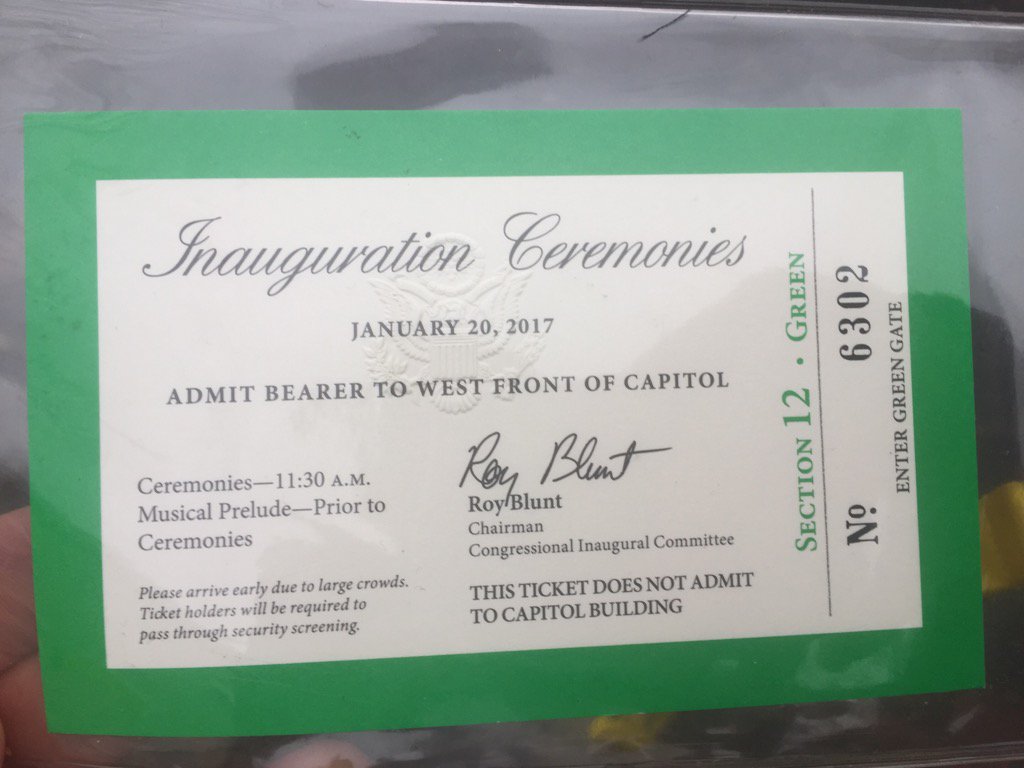 Inauguration Ceremonies
JANUARY 20, 2017
ADMIT BEARER TO WEST FRONT OF CAPITOL
Ceremonies—11:30 A.M.
Musical Prelude—Prior to
Ceremonies
Please arrive early due to large crowds.
Ticket holders will be required to
pass through security screening.
Roy Blunt
Roy Blunt
Chairman
Congressional Inaugural Committee
THIS TICKET DOES NOT ADMIT
TO CAPITOL BUILDING
SECTION 12 · GREEN
Nº 6302
ENTER GREEN GATE